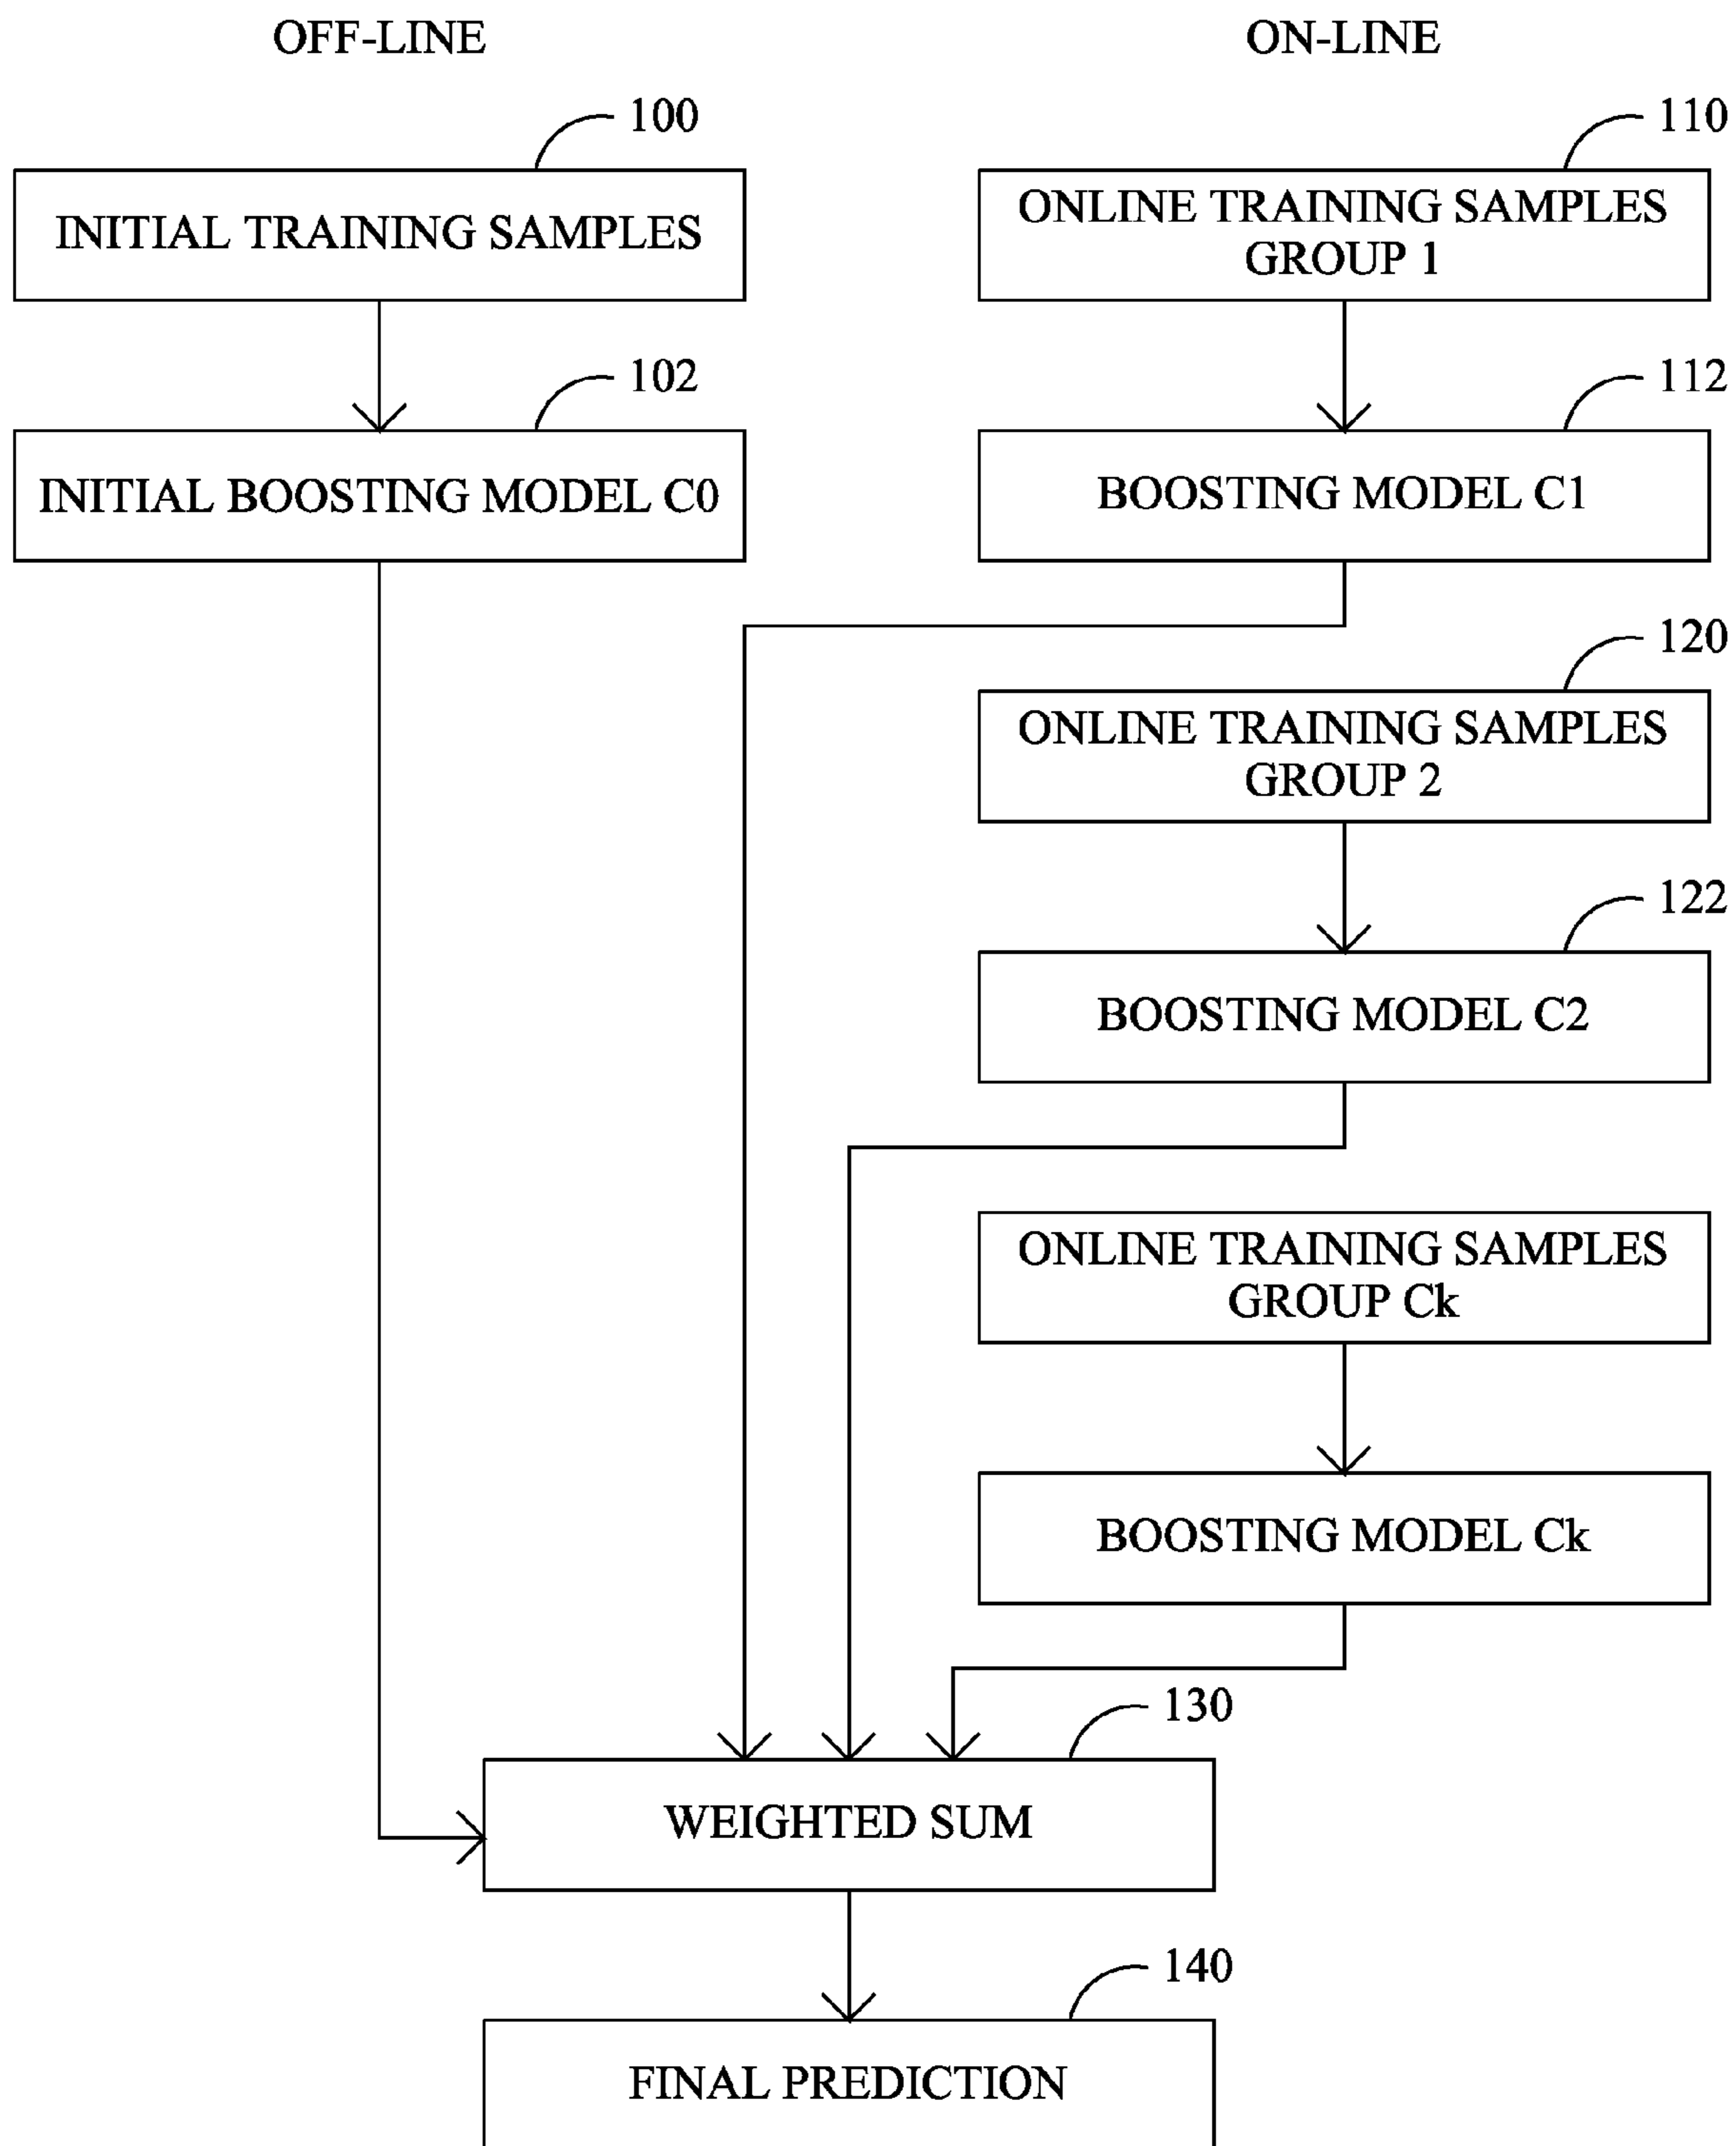 OFF-LINE
ON-LINE
100
110
INITIAL TRAINING SAMPLES
ONLINE TRAINING SAMPLES
GROUP 1
102
112
INITIAL BOOSTING MODEL C0
BOOSTING MODEL C1
120
ONLINE TRAINING SAMPLES
GROUP 2
122
BOOSTING MODEL C2
ONLINE TRAINING SAMPLES
GROUP Ck
BOOSTING MODEL Ck
130
WEIGHTED SUM
140
FINAL PREDICTION